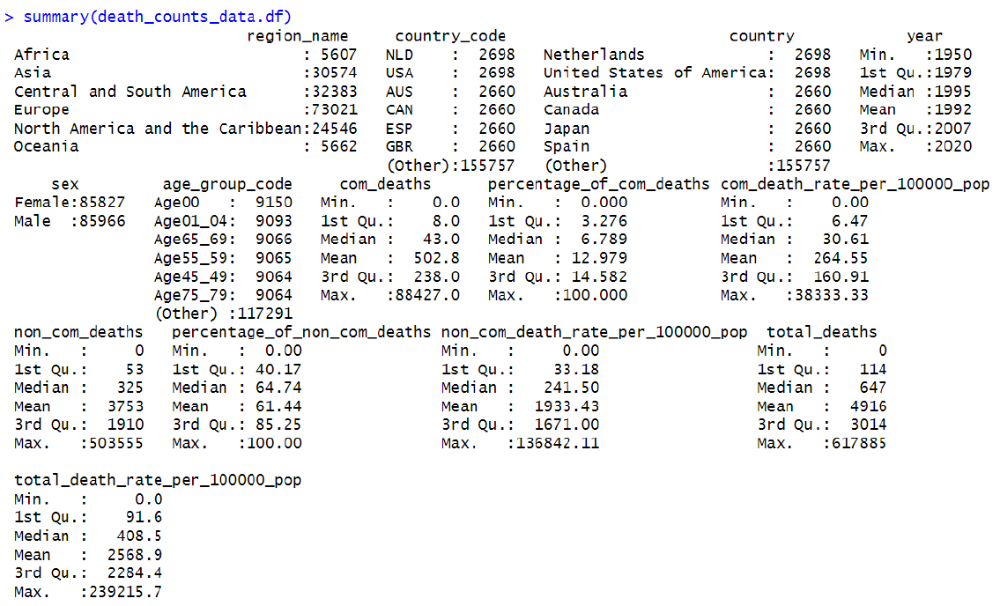 > summary(death_counts_data.df)
                         region_name     country_code                        country            year
Africa                         : 5607   NLD    :  2698   Netherlands             :  2698   Min.   :1950
Asia                           :30574   USA    :  2698   United States of America:  2698   1st Qu.:1979
Central and South America      :32383   AUS    :  2660   Australia               :  2660   Median :1995
Europe                         :73021   CAN    :  2660   Canada                  :  2660   Mean   :1992
North America and the Caribbean:24546   ESP    :  2660   Japan                   :  2660   3rd Qu.:2007
Oceania                        : 5662   GBR    :  2660   Spain                   :  2660   Max.   :2020
                                        (Other):155757   (Other)                 :155757
    sex         age_group_code     com_deaths      percentage_of_com_deaths com_death_rate_per_100000_pop
Female:85827   Age00   :  9150   Min.   :    0.0   Min.   :  0.000          Min.   :    0.00
Male  :85966   Age01_04:  9093   1st Qu.:    8.0   1st Qu.:  3.276          1st Qu.:    6.47
               Age65_69:  9066   Median :   43.0   Median :  6.789          Median :   30.61
               Age55_59:  9065   Mean   :  502.8   Mean   : 12.979          Mean   :  264.55
               Age45_49:  9064   3rd Qu.:  238.0   3rd Qu.: 14.582          3rd Qu.:  160.91
               Age75_79:  9064   Max.   :88427.0   Max.   :100.000          Max.   :38333.33
               (Other) :117291
non_com_deaths   percentage_of_non_com_deaths non_com_death_rate_per_100000_pop  total_deaths
Min.   :     0   Min.   :  0.00               Min.   :     0.00                 Min.   :     0
1st Qu.:    53   1st Qu.: 40.17               1st Qu.:    33.18                 1st Qu.:   114
Median :   325   Median : 64.74               Median :   241.50                 Median :   647
Mean   :  3753   Mean   : 61.44               Mean   :  1933.43                 Mean   :  4916
3rd Qu.:  1910   3rd Qu.: 85.25               3rd Qu.:  1671.00                 3rd Qu.:  3014
Max.   :503555   Max.   :100.00               Max.   :136842.11                 Max.   :617885
total_death_rate_per_100000_pop
Min.   :     0.0
1st Qu.:    91.6
Median :   408.5
Mean   :  2568.9
3rd Qu.:  2284.4
Max.   :239215.7